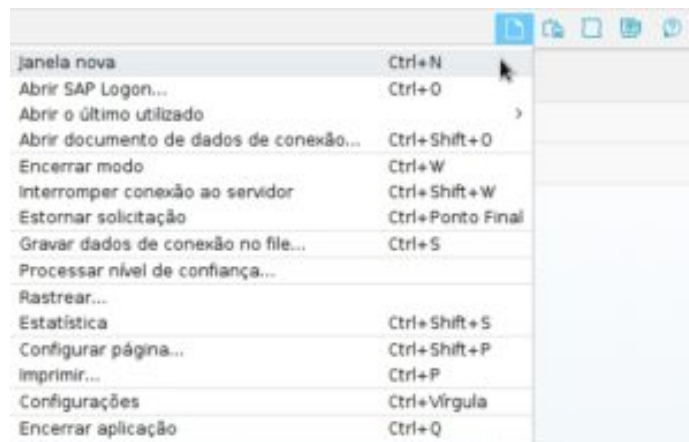 Janela nova Ctrl+N
Abrir SAP Logon... Ctrl+O
Abrir o último utilizado
Abrir documento de dados de conexão... Ctrl+Shift+O
Encerrar modo Ctrl+W
Interromper conexão ao servidor Ctrl+Shift+W
Estornar solicitação Ctrl+Ponto Final
Gravar dados de conexão no file... Ctrl+S
Processar nível de confiança...
Rastrear...
Estatística Ctrl+Shift+S
Configurar página... Ctrl+Shift+P
Imprimir... Ctrl+P
Configurações Ctrl+Vírgula
Encerrar aplicação Ctrl+Q